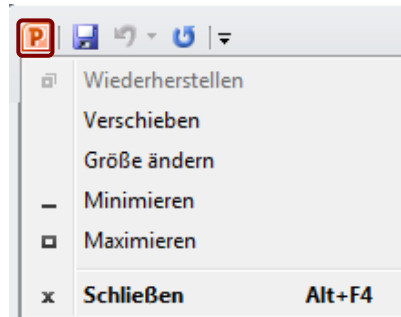 P
Wiederherstellen
Verschieben
Größe ändern
Minimieren
Maximieren
Schließen Alt+F4